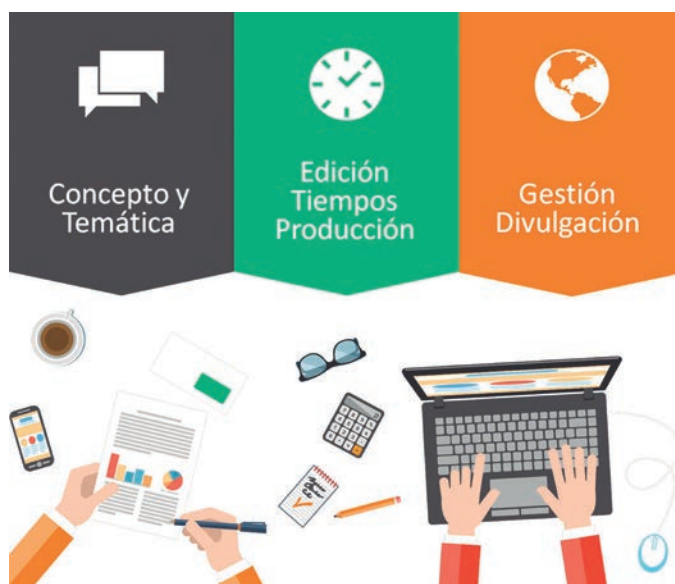 Concepto y
Temática
Edición
Tiempos
Producción
Gestión
Divulgación